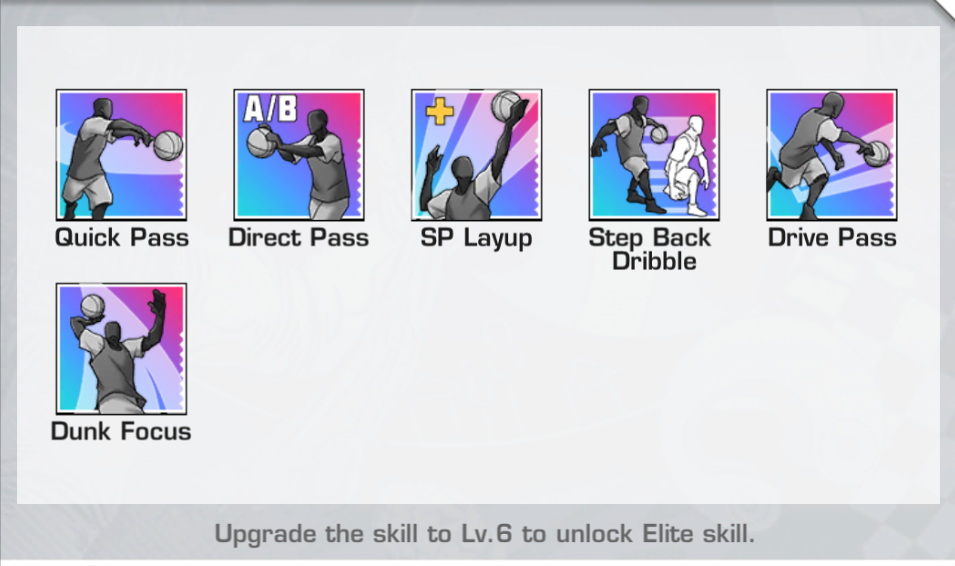 A/B
Quick Pass
Direct Pass
SP Layup
Step Back
Dribble
Drive Pass
Dunk Focus
Upgrade the skill to Lv.6 to unlock Elite skill.